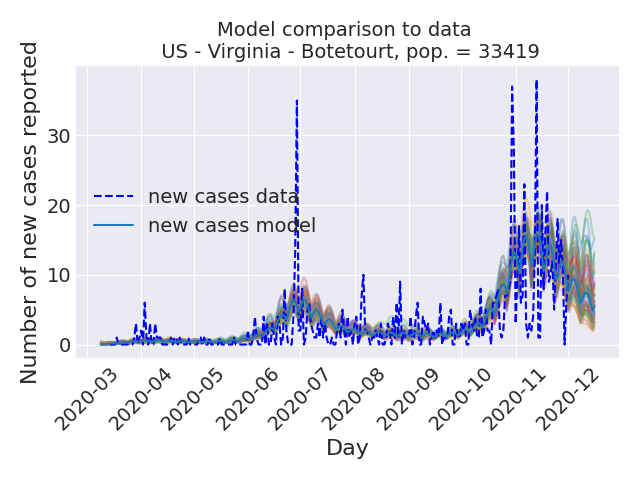 Model comparison to data
US - Virginia - Botetourt, pop. = 33419
Number of new cases reported
30
20
10
0
new cases data
new cases model
2020-03
2020-04
2020-05
2020-06
2020-07
2020-08
2020-09
2020-10
2020-11
2020-12
Day